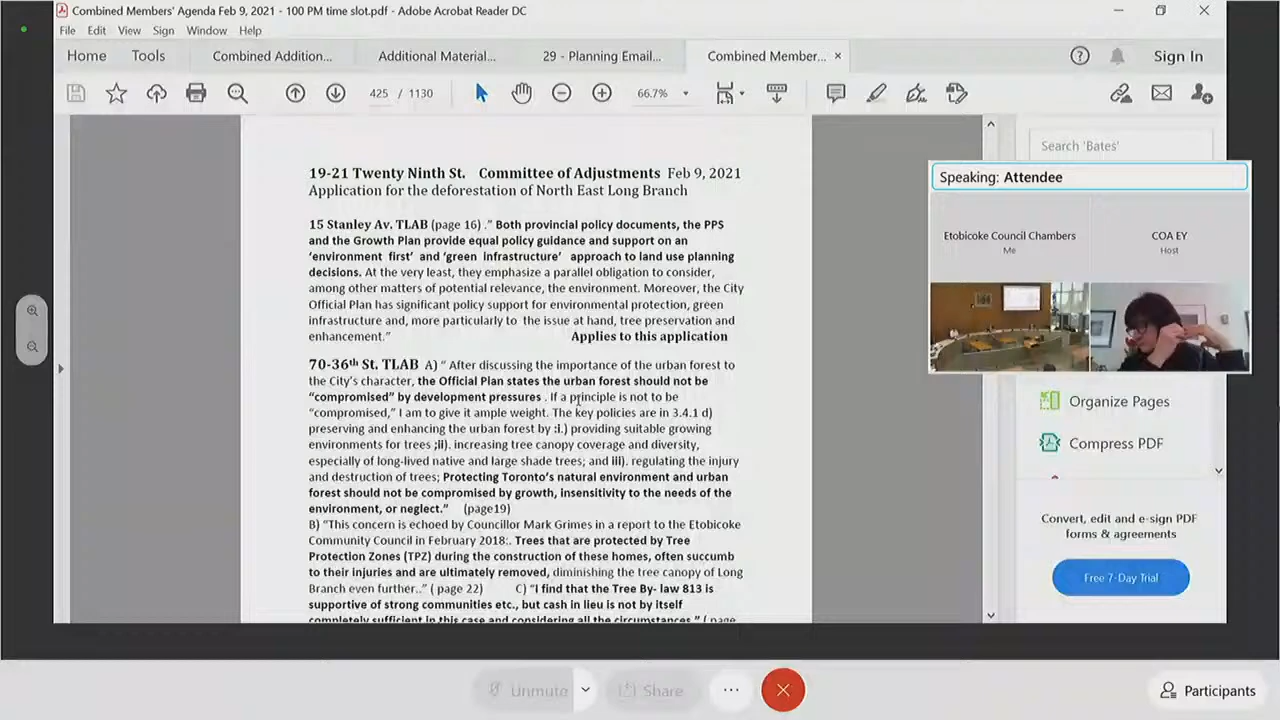 Combined Members' Agenda Feb 9, 2021 - 100 PM time slot.pdf - Adobe Acrobat Reader DC
File Edit View Sign Window Help
Home Tools Combined Addition... Additional Material... 29 - Planning Email... Combined Member... × Sign In
425 / 1130 66.7%
Search 'Bates'
19-21 Twenty Ninth St. Committee of Adjustments Feb 9, 2021
Application for the deforestation of North East Long Branch
15 Stanley Av. TLAB (page 16) ." Both provincial policy documents, the PPS
and the Growth Plan provide equal policy guidance and support on an
'environment first' and 'green infrastructure' approach to land use planning
decisions. At the very least, they emphasize a parallel obligation to consider,
among other matters of potential relevance, the environment. Moreover, the City
Official Plan has significant policy support for environmental protection, green
infrastructure and, more particularly to the issue at hand, tree preservation and
enhancement." Applies to this application
70-36th St. TLAB A) " After discussing the importance of the urban forest to
the City's character, the Official Plan states the urban forest should not be
"compromised" by development pressures . If a principle is not to be
"compromised," I am to give it ample weight. The key policies are in 3.4.1 d)
preserving and enhancing the urban forest by :i.) providing suitable growing
environments for trees ;ii). increasing tree canopy coverage and diversity,
especially of long-lived native and large shade trees; and iii). regulating the injury
and destruction of trees; Protecting Toronto's natural environment and urban
forest should not be compromised by growth, insensitivity to the needs of the
environment, or neglect." (page19)
B) "This concern is echoed by Councillor Mark Grimes in a report to the Etobicoke
Community Council in February 2018:. Trees that are protected by Tree
Protection Zones (TPZ) during the construction of these homes, often succumb
to their injuries and are ultimately removed, diminishing the tree canopy of Long
Branch even further.." ( page 22) C) "I find that the Tree By- law 813 is
supportive of strong communities etc., but cash in lieu is not by itself
completely sufficient in this case and considering all the circumstances." ( page
Speaking: Attendee
Etobicoke Council Chambers
Me
COA EY
Host
Organize Pages
Compress PDF
Convert, edit and e-sign PDF
forms & agreements
Free 7-Day Trial
Unmute Share ... Participants